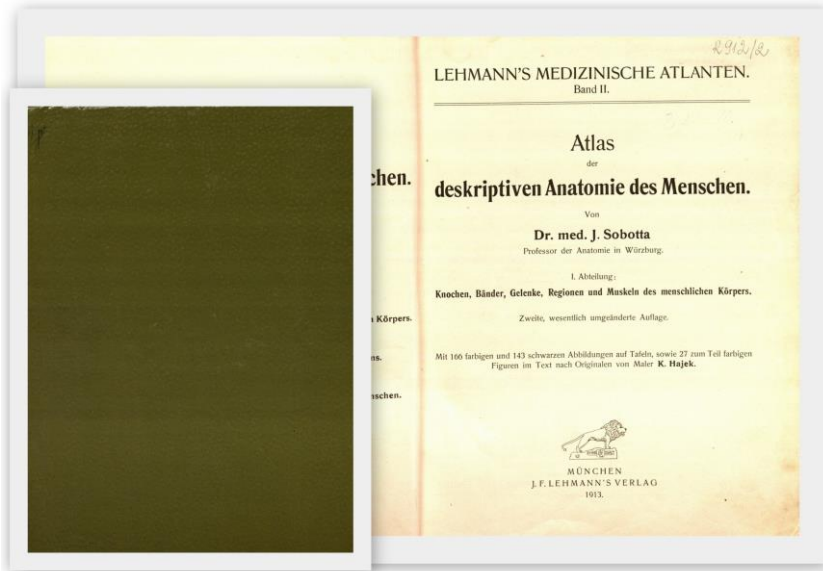 2912/2
LEHMANN'S MEDIZINISCHE ATLANTEN.
Band II.
Atlas
der
deskriptiven Anatomie des Menschen.
Von
Dr. med. J. Sobotta
Professor der Anatomie in Würzburg.
I. Abteilung:
Knochen, Bänder, Gelenke, Regionen und Muskeln des menschlichen Körpers.
Zweite, wesentlich umgeänderte Auflage.
Mit 166 farbigen und 143 schwarzen Abbildungen auf Tafeln, sowie 27 zum Teil farbigen
Figuren im Text nach Originalen von Maler K. Hajek.
MÜNCHEN
J. F. LEHMANN'S VERLAG
1913.
chen.
Körpers.
ns.
nschen.